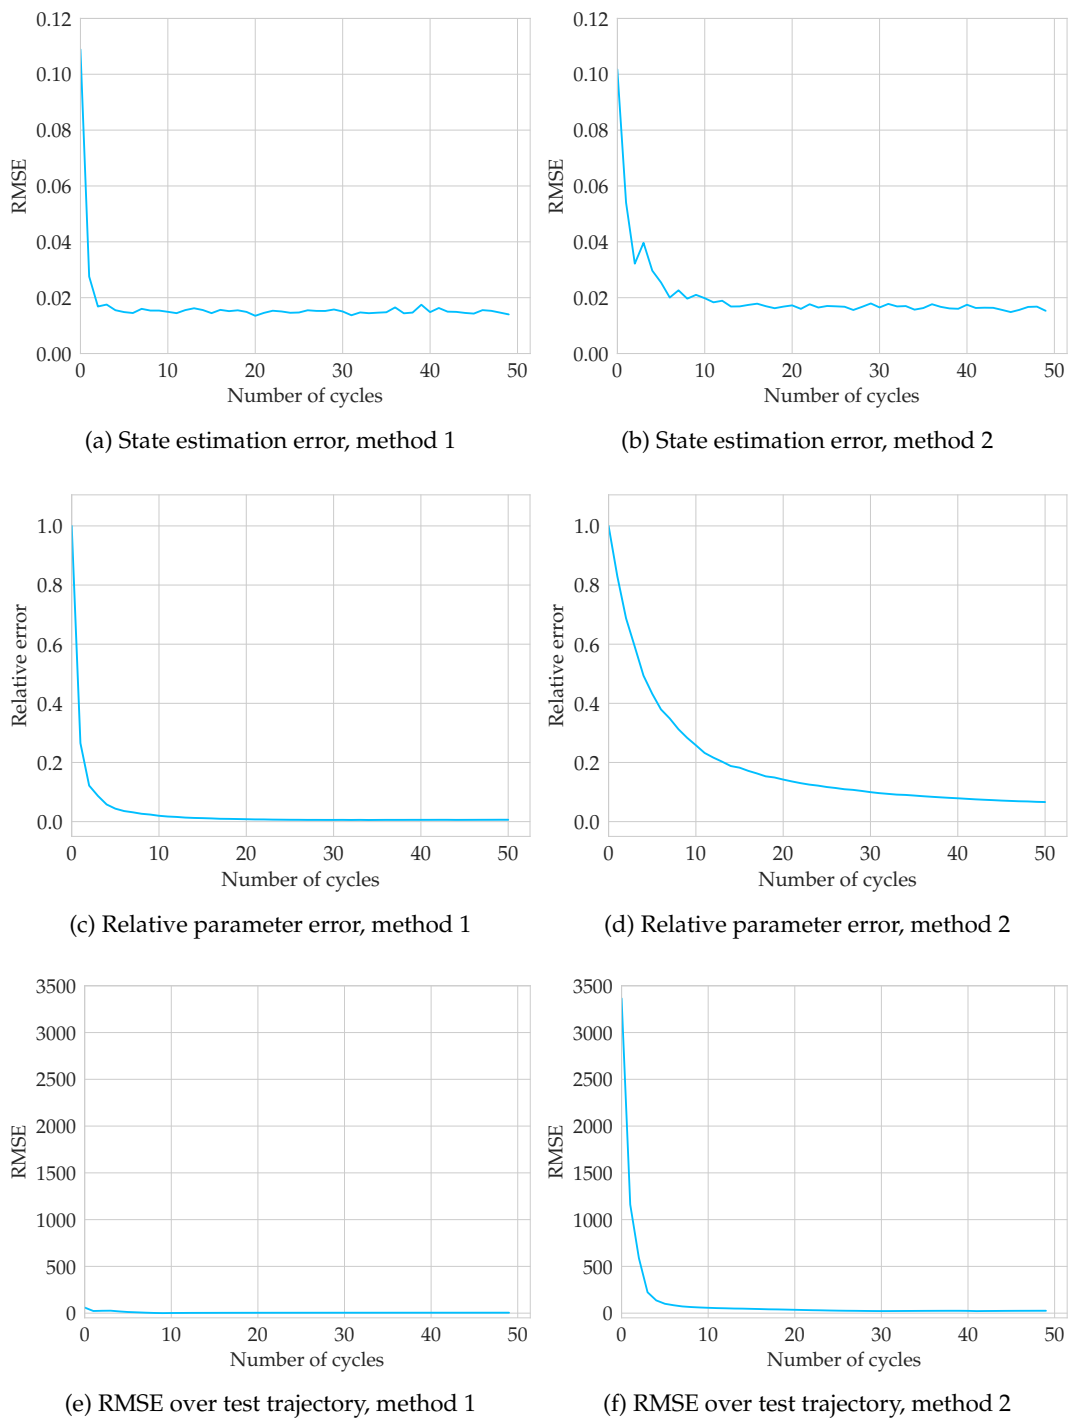 0.12
0.10
0.08
0.06
0.04
0.02
0.00
RMSE
0 10 20 30 40 50
Number of cycles
(a) State estimation error, method 1
0.12
0.10
0.08
0.06
0.04
0.02
0.00
RMSE
0 10 20 30 40 50
Number of cycles
(b) State estimation error, method 2
1.0
0.8
0.6
0.4
0.2
0.0
Relative error
0 10 20 30 40 50
Number of cycles
(c) Relative parameter error, method 1
1.0
0.8
0.6
0.4
0.2
0.0
Relative error
0 10 20 30 40 50
Number of cycles
(d) Relative parameter error, method 2
3500
3000
2500
2000
1500
1000
500
0
RMSE
0 10 20 30 40 50
Number of cycles
(e) RMSE over test trajectory, method 1
3500
3000
2500
2000
1500
1000
500
0
RMSE
0 10 20 30 40 50
Number of cycles
(f) RMSE over test trajectory, method 2